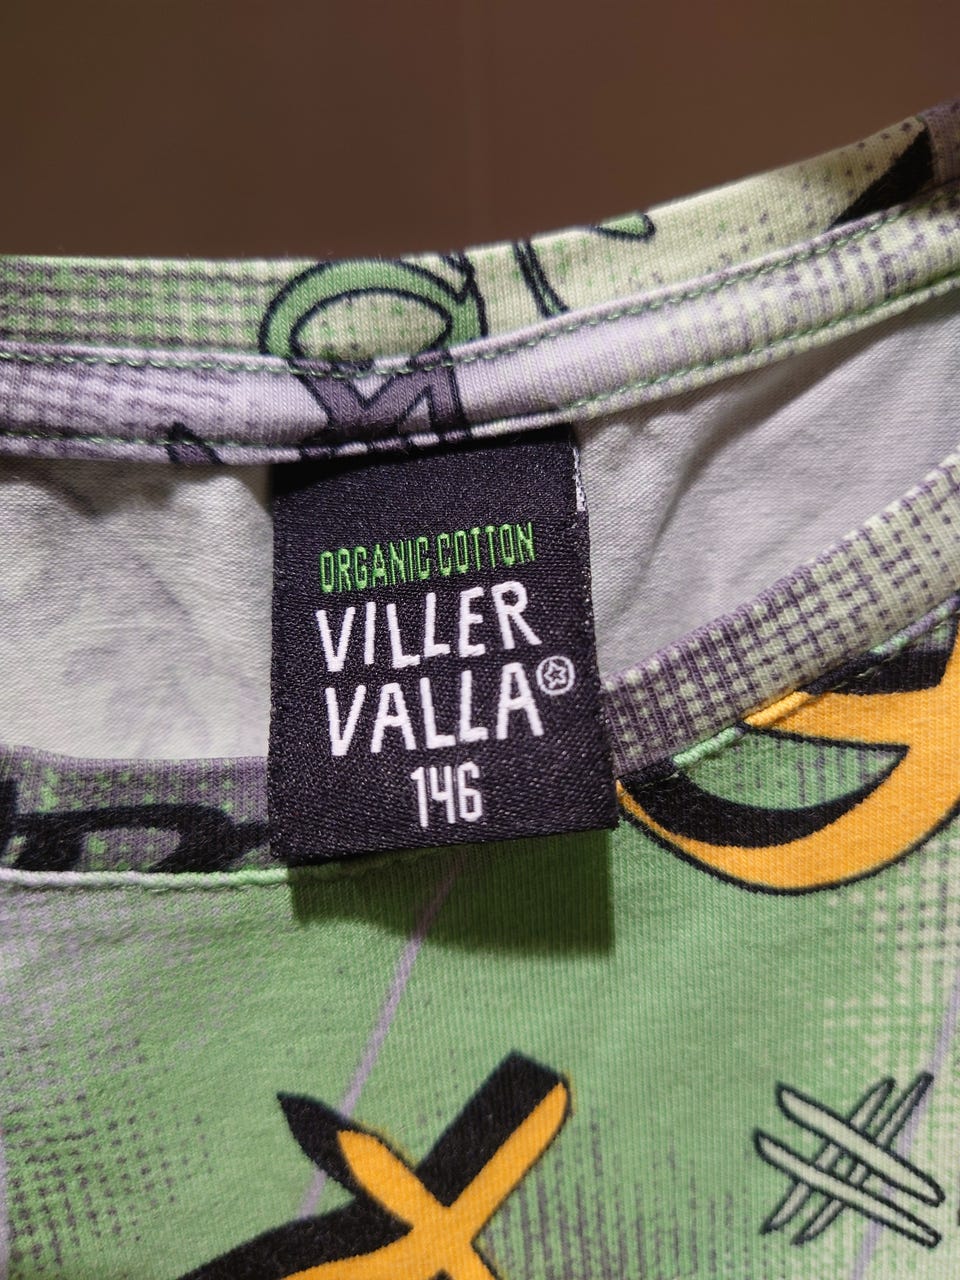 ORGANIC COTTON
VILLER
VALLA
146
#